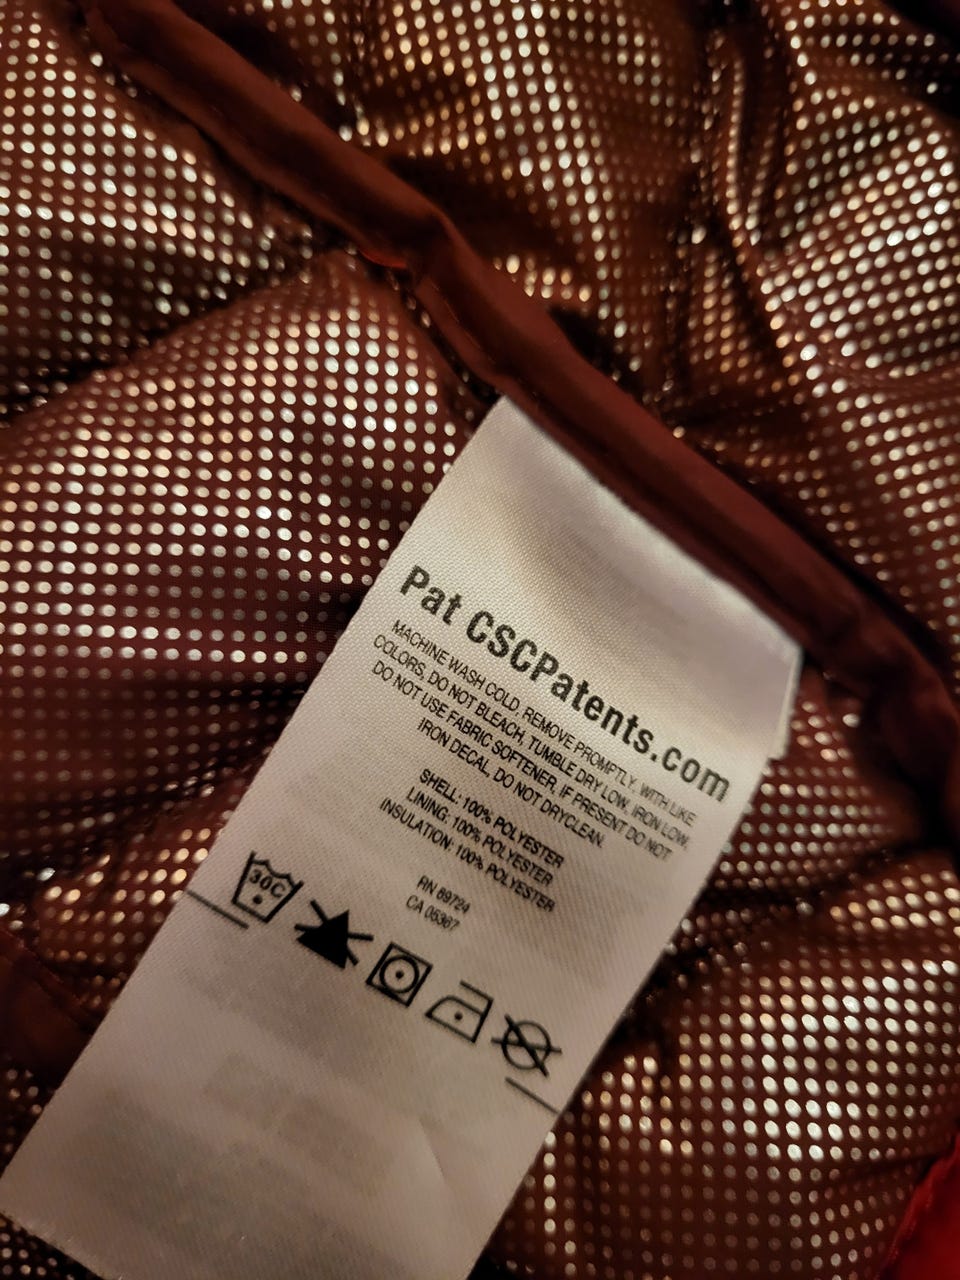 Pat CSCPatents.com
MACHINE WASH COLD, REMOVE PROMPTLY, WITH LIKE
COLORS, DO NOT BLEACH, TUMBLE DRY LOW. IRON LOW,
DO NOT USE FABRIC SOFTENER, IF PRESENT DO NOT
IRON DECAL, DO NOT DRYCLEAN.
SHELL: 100% POLYESTER
LINING: 100% POLYESTER
INSULATION: 100% POLYESTER
RN 69724
CA 05367
30C